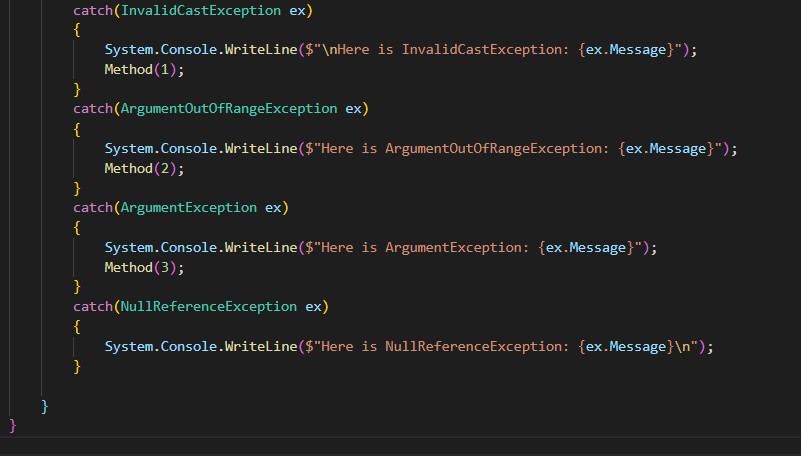 catch(InvalidCastException ex)
{
System.Console.WriteLine($"\nHere is InvalidCastException: {ex.Message}");
Method(1);
}
catch(ArgumentOutOfRangeException ex)
{
System.Console.WriteLine($"Here is ArgumentOutOfRangeException: {ex.Message}");
Method(2);
}
catch(ArgumentException ex)
{
System.Console.WriteLine($"Here is ArgumentException: {ex.Message}");
Method(3);
}
catch(NullReferenceException ex)
{
System.Console.WriteLine($"Here is NullReferenceException: {ex.Message}\n");
}
}
}